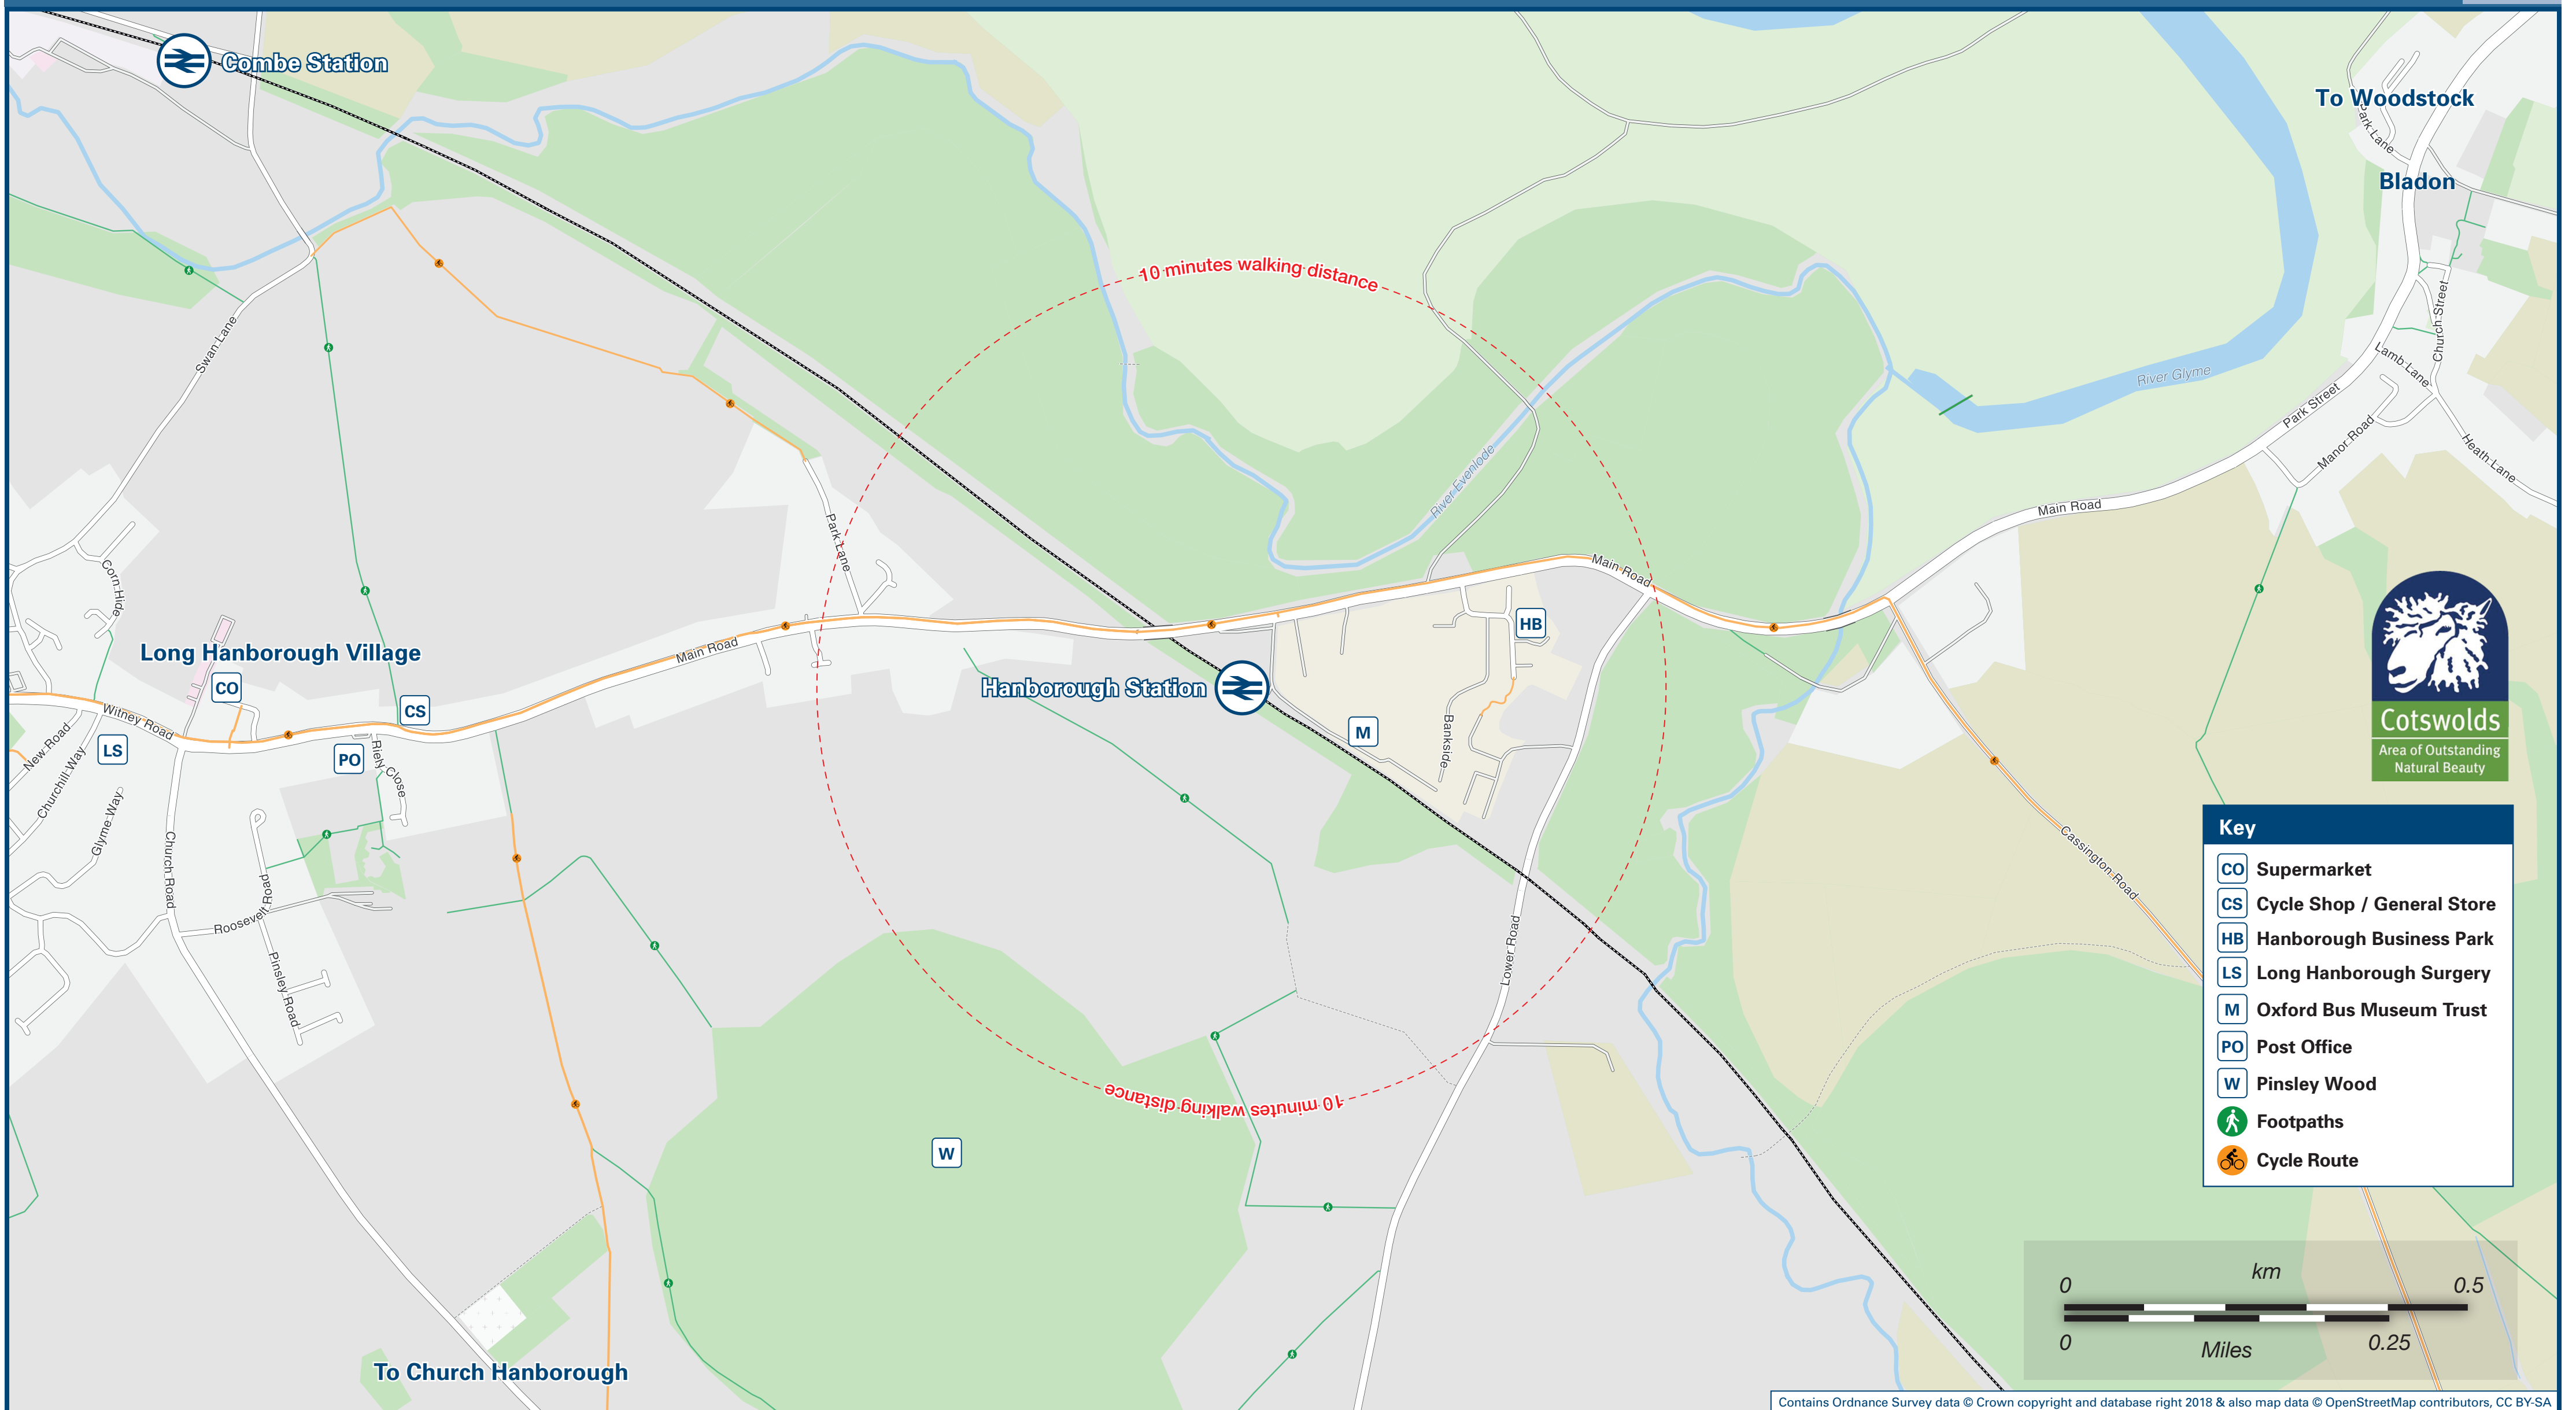 Combe Station
To Woodstock
Park Lane
Bladon
10 minutes walking distance
Church Street
Swan Lane
River Glyme
Lamb Lane
Park Street
Manor Road
Heath Lane
River Evenlode
Main Road
Park Lane
Main Road
Corn Hide
HB
Long Hanborough Village
Main Road
CO
Hanborough Station
CS
Witney Road
M
Bankside
New Road
LS
PO
Riely Close
Churchill Way
Glyme Way
Church Road
Roosevelt Road
Pinsley Road
Lower Road
Cassington Road
10 minutes walking distance
W
To Church Hanborough
Cotswolds
Area of Outstanding
Natural Beauty
Key
CO Supermarket
CS Cycle Shop / General Store
HB Hanborough Business Park
LS Long Hanborough Surgery
M Oxford Bus Museum Trust
PO Post Office
W Pinsley Wood
Footpaths
Cycle Route
km
0 0.5
0 0.25
Miles
Contains Ordnance Survey data © Crown copyright and database right 2018 & also map data © OpenStreetMap contributors, CC BY-SA